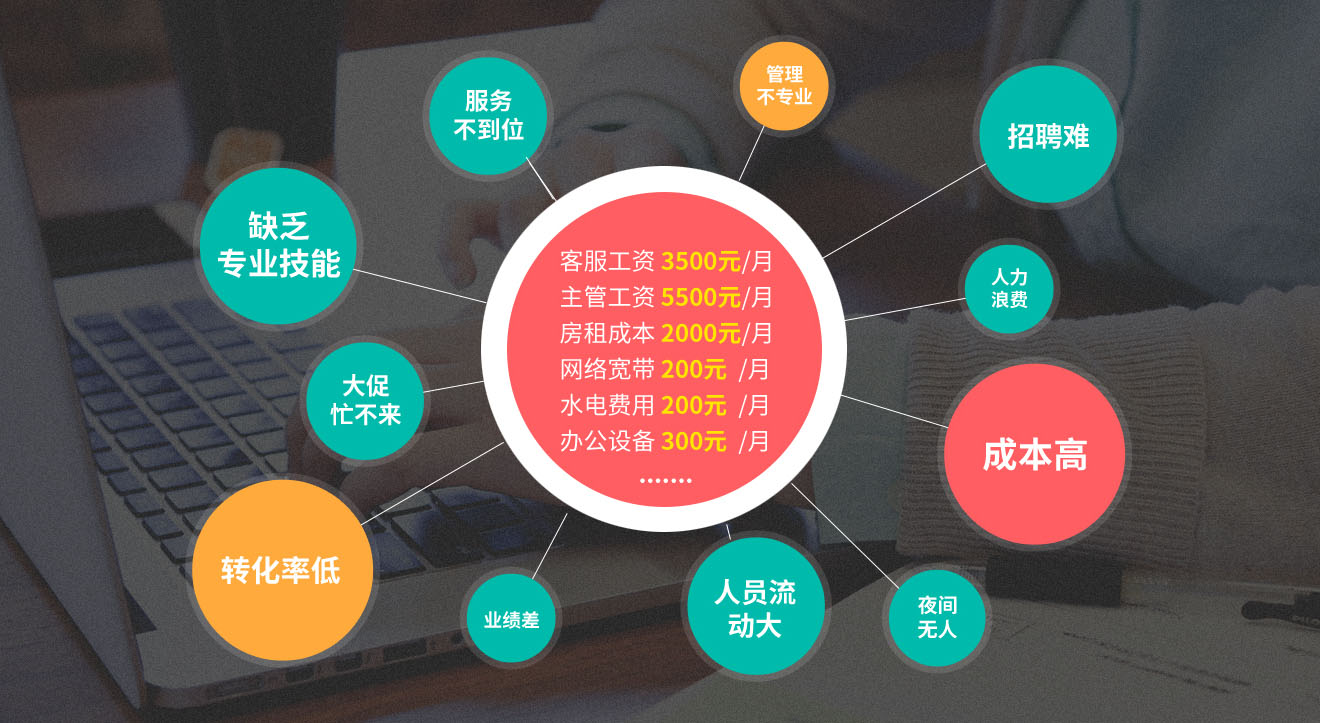 管理
不专业
服务
不到位
招聘难
缺乏
专业技能
客服工资 3500元/月
主管工资 5500元/月
房租成本 2000元/月
网络宽带 200元 /月
水电费用 200元 /月
办公设备 300元 /月
.......
人力
浪费
大促
忙不来
成本高
转化率低
业绩差
人员流
动大
夜间
无人